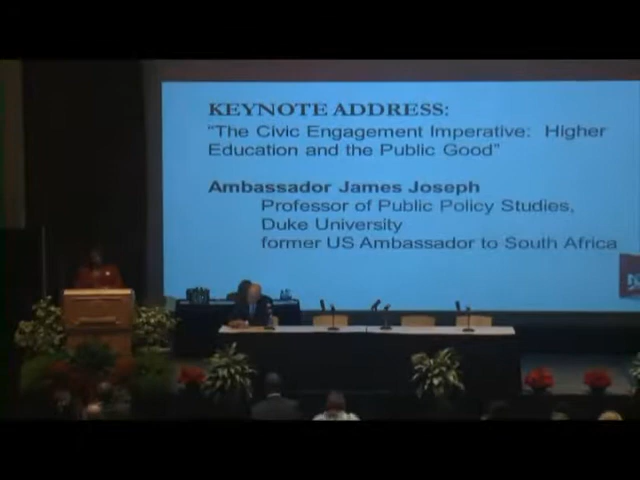 KEYNOTE ADDRESS:
"The Civic Engagement Imperative: Higher
Education and the Public Good"
Ambassador James Joseph
Professor of Public Policy Studies,
Duke University
former US Ambassador to South Africa